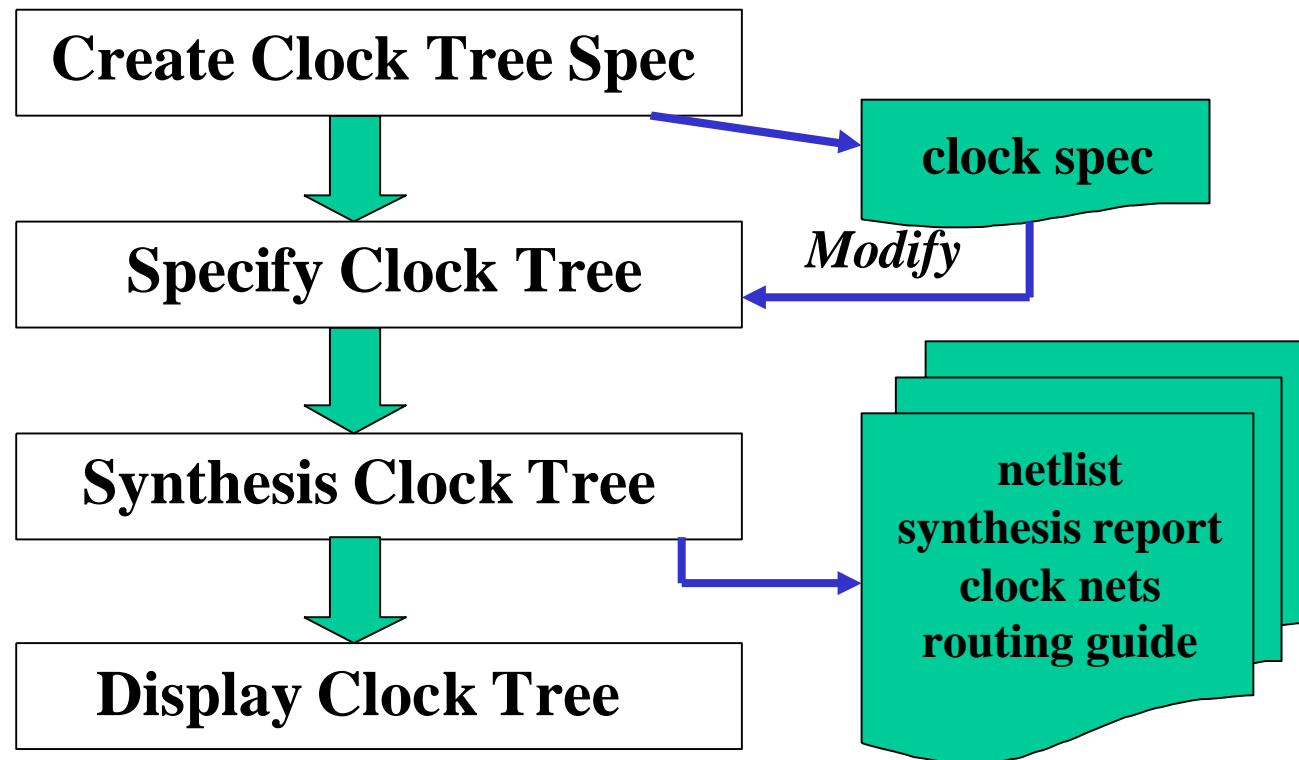 Create Clock Tree Spec
clock spec
Modify
Specify Clock Tree
Synthesis Clock Tree
netlist
synthesis report
clock nets
routing guide
Display Clock Tree